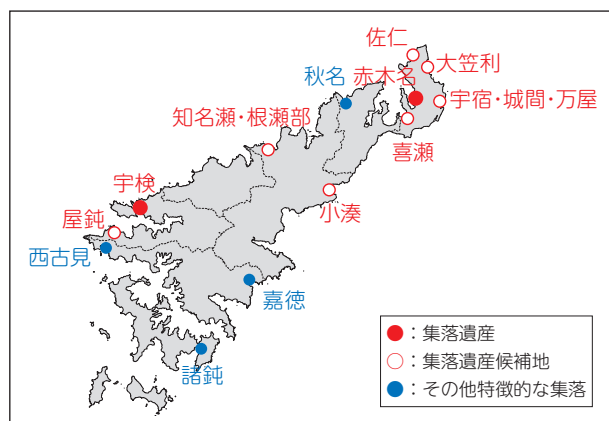 佐仁
大笠利
秋名
赤木名
宇宿・城間・万屋
知名瀬・根瀬部
喜瀬
宇検
小湊
屋鈍
西古見
嘉徳
諸鈍
：集落遺産
：集落遺産候補地
：その他特徴的な集落